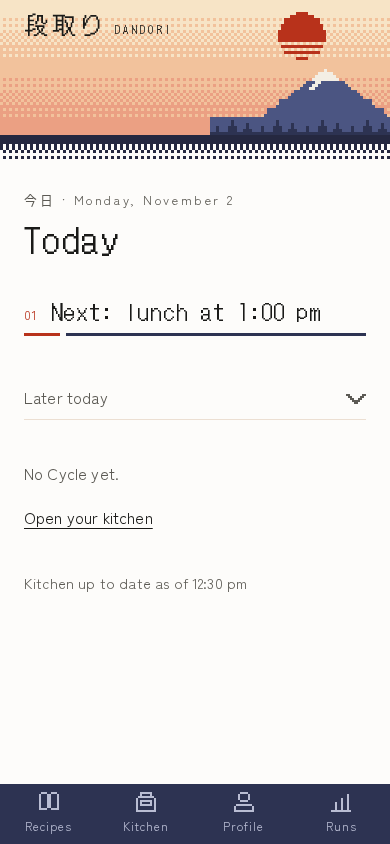 段取り DANDORI
今日 · Monday, November 2
Today
01 Next: lunch at 1:00 pm
Later today
No Cycle yet.
Open your kitchen
Kitchen up to date as of 12:30 pm
Recipes Kitchen Profile Runs